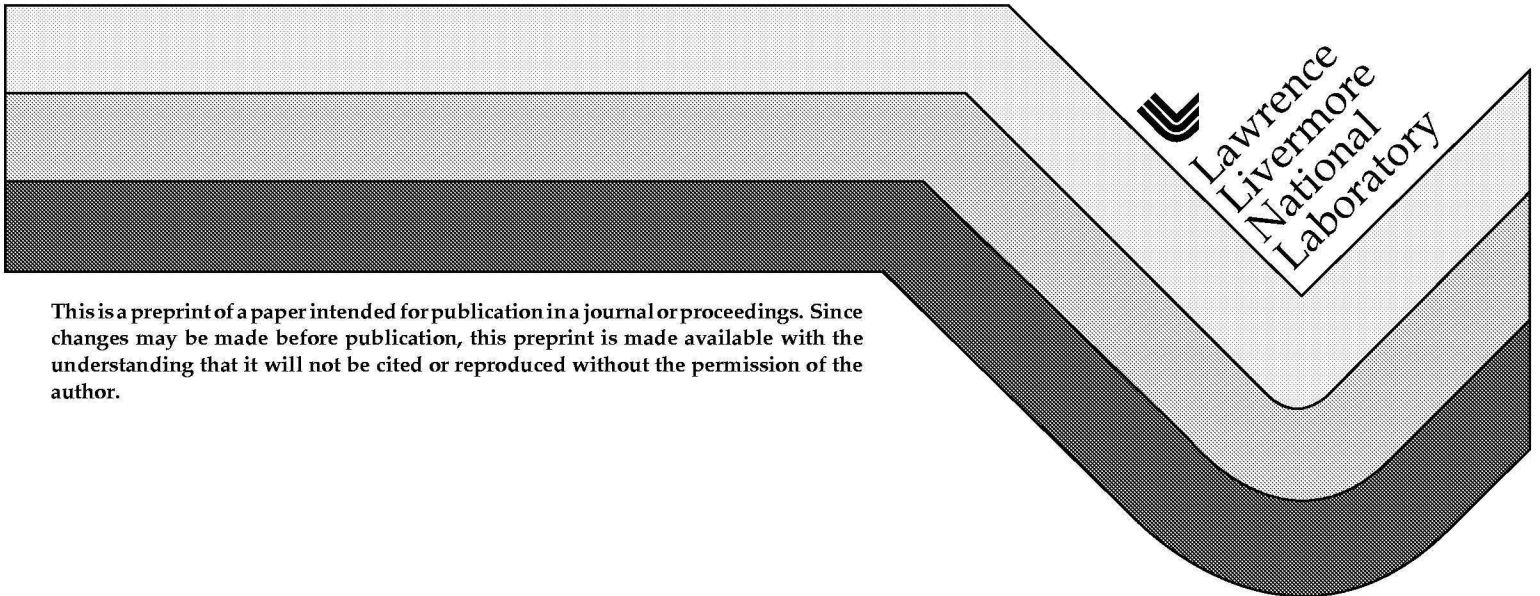 Lawrence
Livermore
National
Laboratory
This is a preprint of a paper intended for publication in a journal or proceedings. Since
changes may be made before publication, this preprint is made available with the
understanding that it will not be cited or reproduced without the permission of the
author.